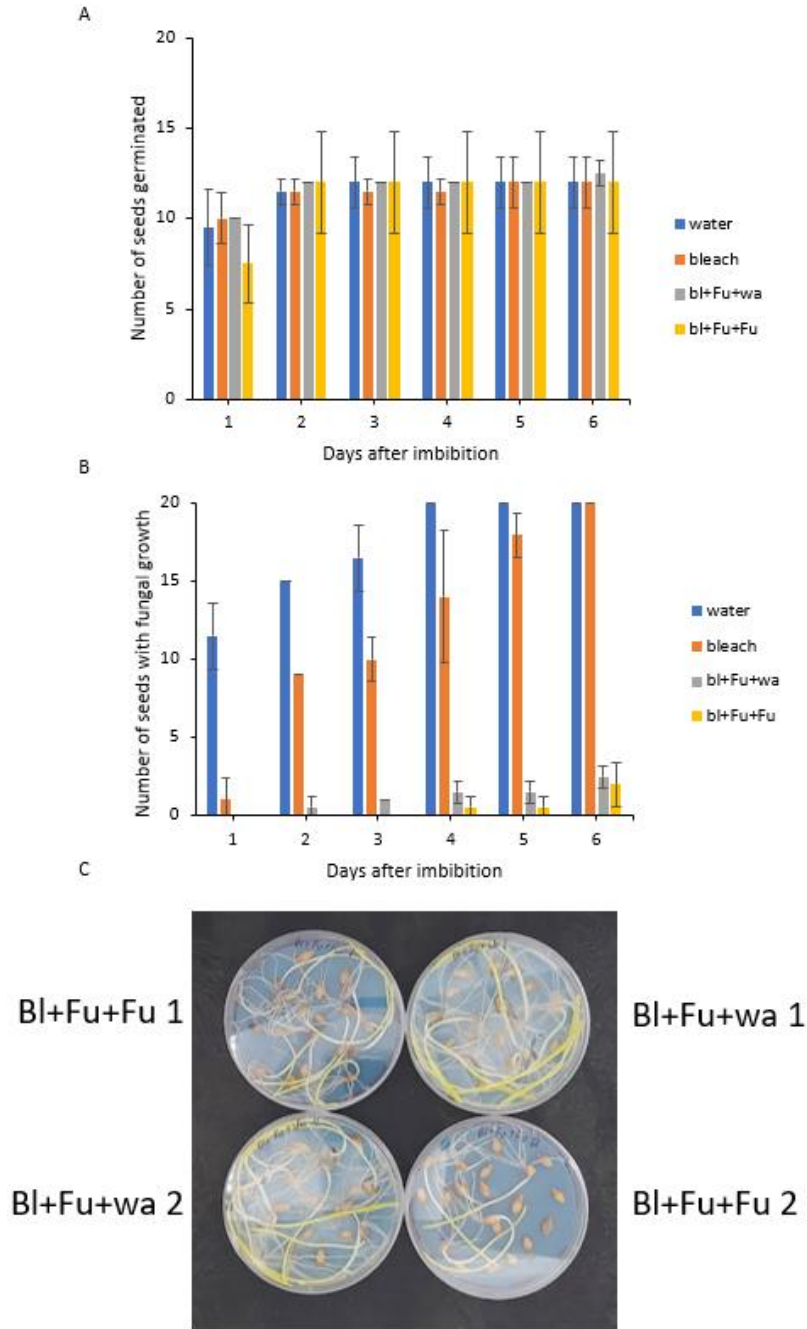 A
Number of seeds germinated
20
15
10
5
0
1 2 3 4 5 6
Days after imbibition
water
bleach
bl+Fu+wa
bl+Fu+Fu
B
Number of seeds with fungal growth
20
15
10
5
0
1 2 3 4 5 6
Days after imbibition
water
bleach
bl+Fu+wa
bl+Fu+Fu
C
Bl+Fu+Fu 1
Bl+Fu+wa 1
Bl+Fu+wa 2
Bl+Fu+Fu 2